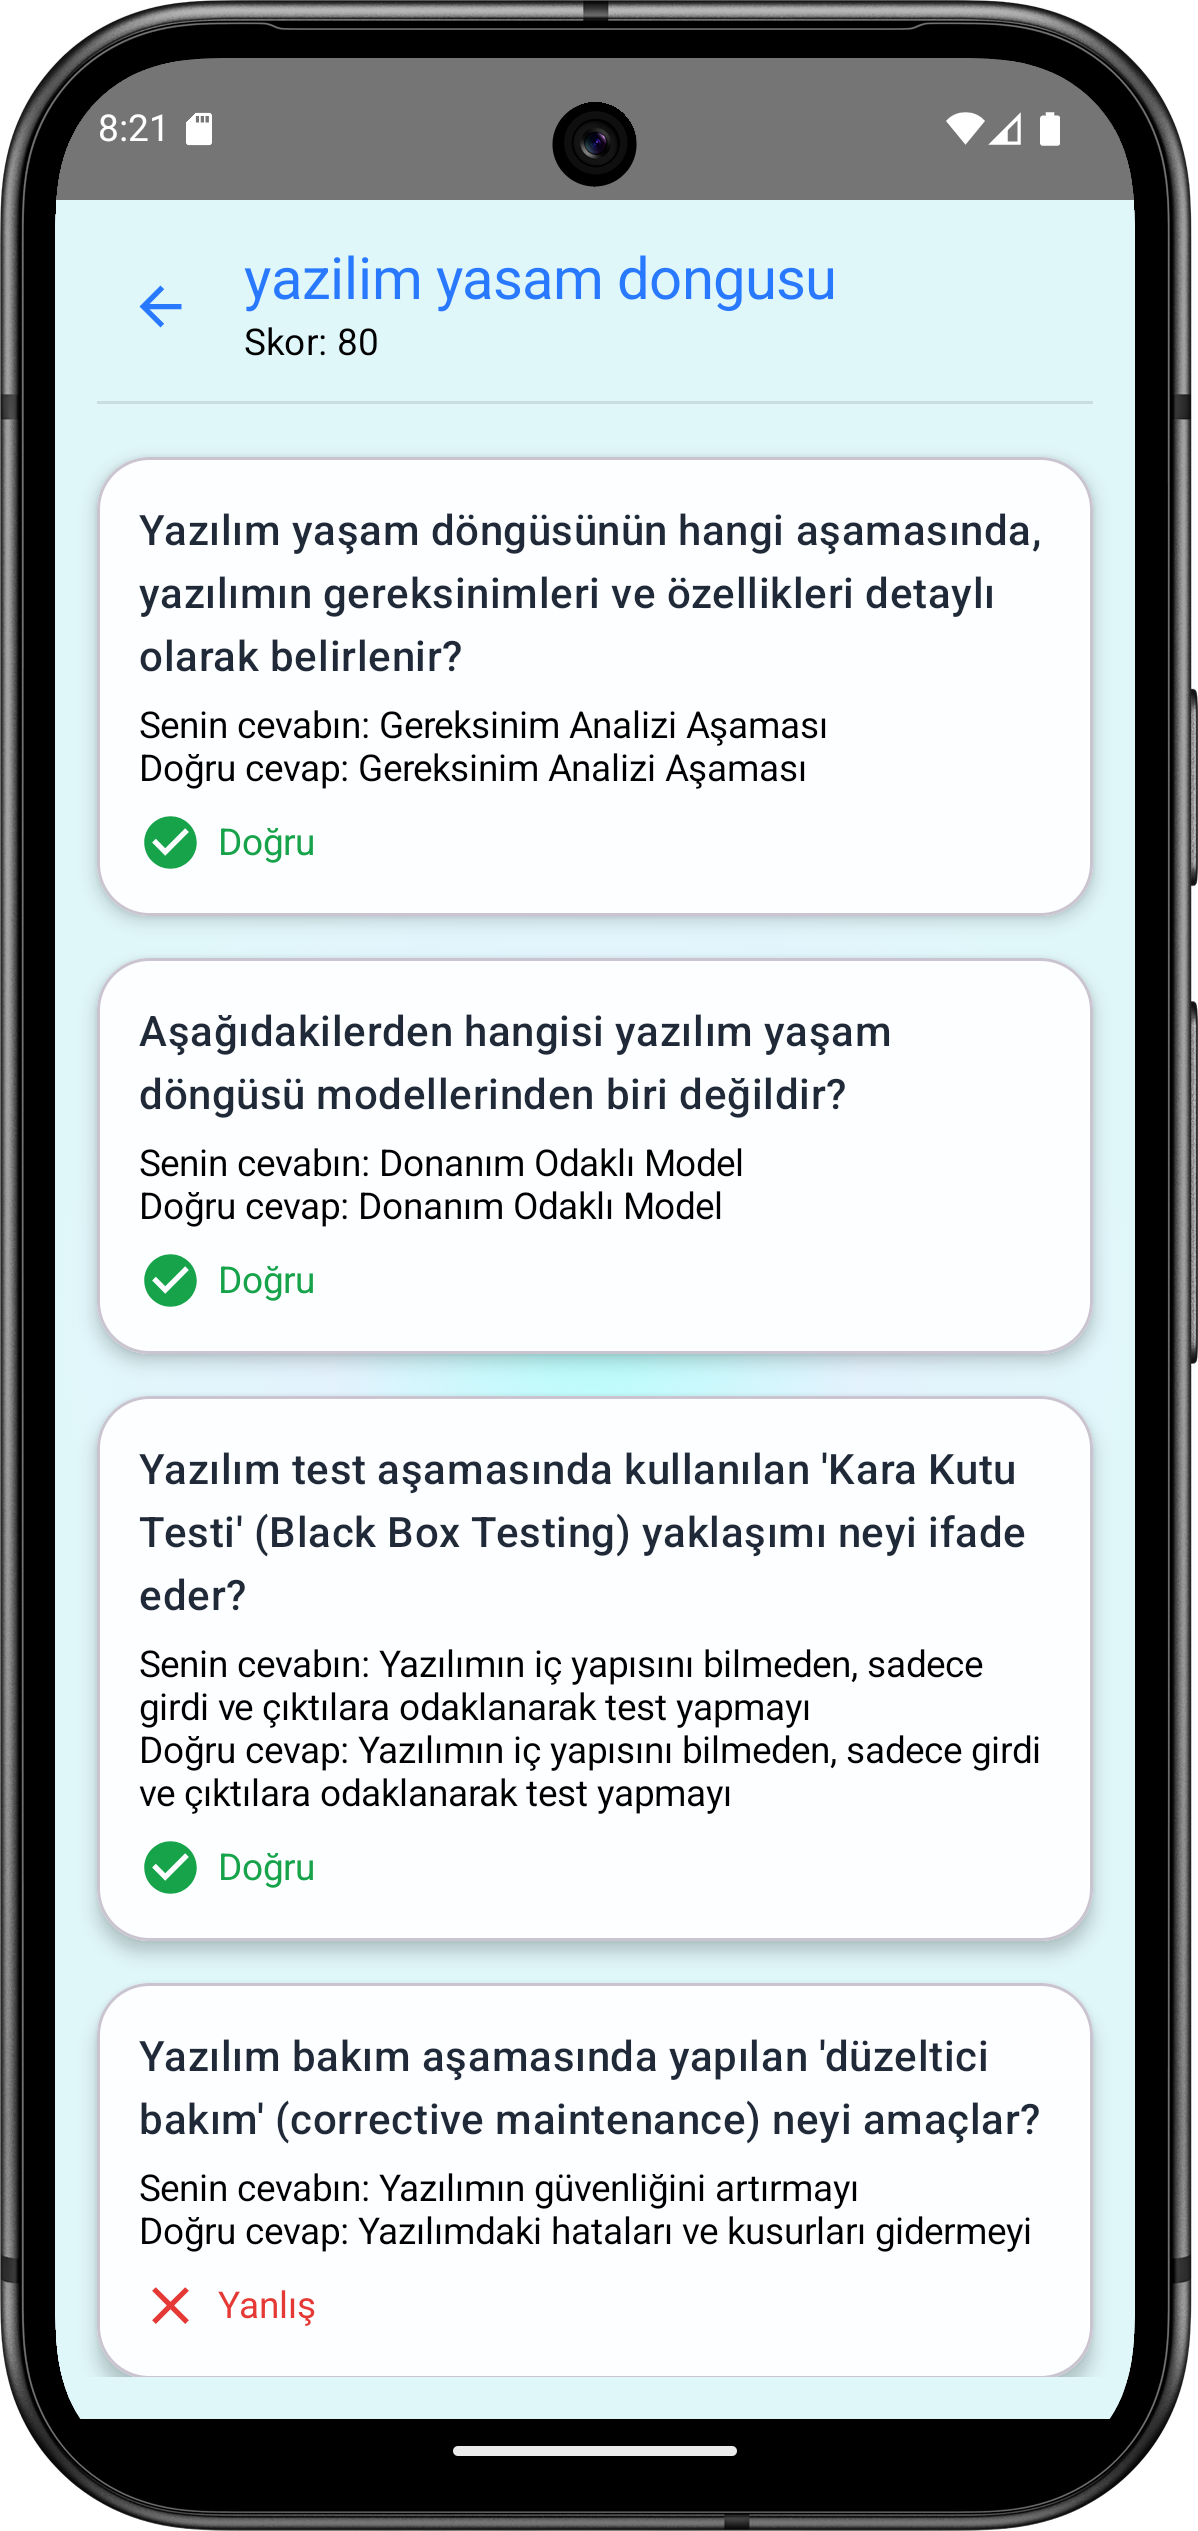 8:21
yazilim yasam dongusu
Skor: 80
Yazılım yaşam döngüsünün hangi aşamasında,
yazılımın gereksinimleri ve özellikleri detaylı
olarak belirlenir?
Senin cevabın: Gereksinim Analizi Aşaması
Doğru cevap: Gereksinim Analizi Aşaması
Doğru
Aşağıdakilerden hangisi yazılım yaşam
döngüsü modellerinden biri değildir?
Senin cevabın: Donanım Odaklı Model
Doğru cevap: Donanım Odaklı Model
Doğru
Yazılım test aşamasında kullanılan 'Kara Kutu
Testi' (Black Box Testing) yaklaşımı neyi ifade
eder?
Senin cevabın: Yazılımın iç yapısını bilmeden, sadece
girdi ve çıktılara odaklanarak test yapmayı
Doğru cevap: Yazılımın iç yapısını bilmeden, sadece girdi
ve çıktılara odaklanarak test yapmayı
Doğru
Yazılım bakım aşamasında yapılan 'düzeltici
bakım' (corrective maintenance) neyi amaçlar?
Senin cevabın: Yazılımın güvenliğini artırmayı
Doğru cevap: Yazılımdaki hataları ve kusurları gidermeyi
Yanlış